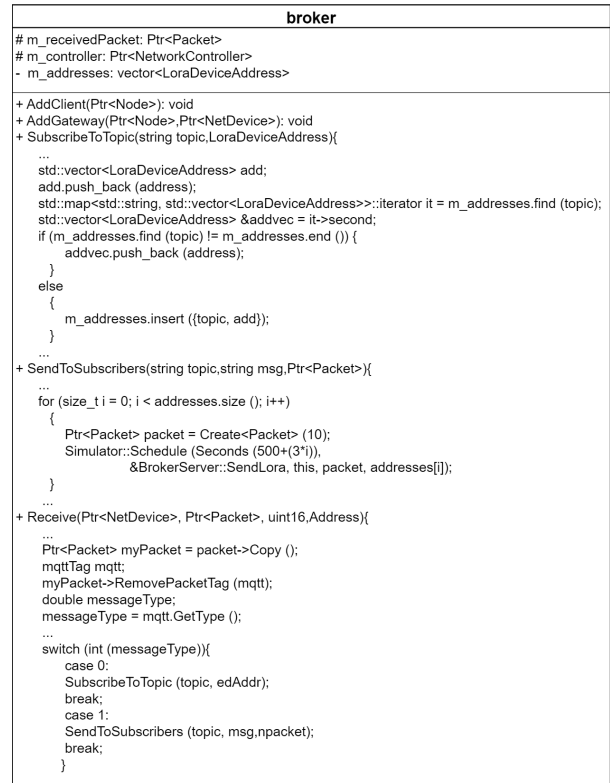 broker
# m_receivedPacket: Ptr<Packet>
# m_controller: Ptr<NetworkController>
- m_addresses: vector<LoraDeviceAddress>
+ AddClient(Ptr<Node>): void
+ AddGateway(Ptr<Node>,Ptr<NetDevice>): void
+ SubscribeToTopic(string topic,LoraDeviceAddress){
...
std::vector<LoraDeviceAddress> add;
add.push_back (address);
std::map<std::string, std::vector<LoraDeviceAddress>>::iterator it = m_addresses.find (topic);
std::vector<LoraDeviceAddress> &addvec = it->second;
if (m_addresses.find (topic) != m_addresses.end ()) {
addvec.push_back (address);
}
else
{
m_addresses.insert ({topic, add});
}
...
+ SendToSubscribers(string topic,string msg,Ptr<Packet>){
...
for (size_t i = 0; i < addresses.size (); i++)
{
Ptr<Packet> packet = Create<Packet> (10);
Simulator::Schedule (Seconds (500+(3*i)),
&BrokerServer::SendLora, this, packet, addresses[i]);
}
...
+ Receive(Ptr<NetDevice>, Ptr<Packet>, uint16,Address){
...
Ptr<Packet> myPacket = packet->Copy ();
mqttTag mqtt;
myPacket->RemovePacketTag (mqtt);
double messageType;
messageType = mqtt.GetType ();
...
switch (int (messageType)){
case 0:
SubscribeToTopic (topic, edAddr);
break;
case 1:
SendToSubscribers (topic, msg,npacket);
break;
}